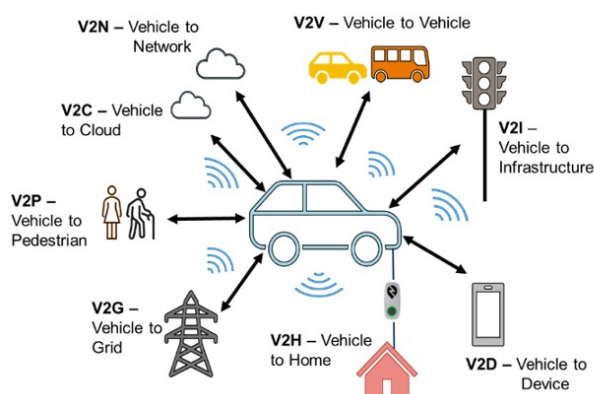 V2N – Vehicle to
Network
V2V – Vehicle to Vehicle
V2C – Vehicle
to Cloud
V2I –
Vehicle to
Infrastructure
V2P –
Vehicle to
Pedestrian
V2G –
Vehicle to
Grid
V2H – Vehicle
to Home
V2D – Vehicle to
Device